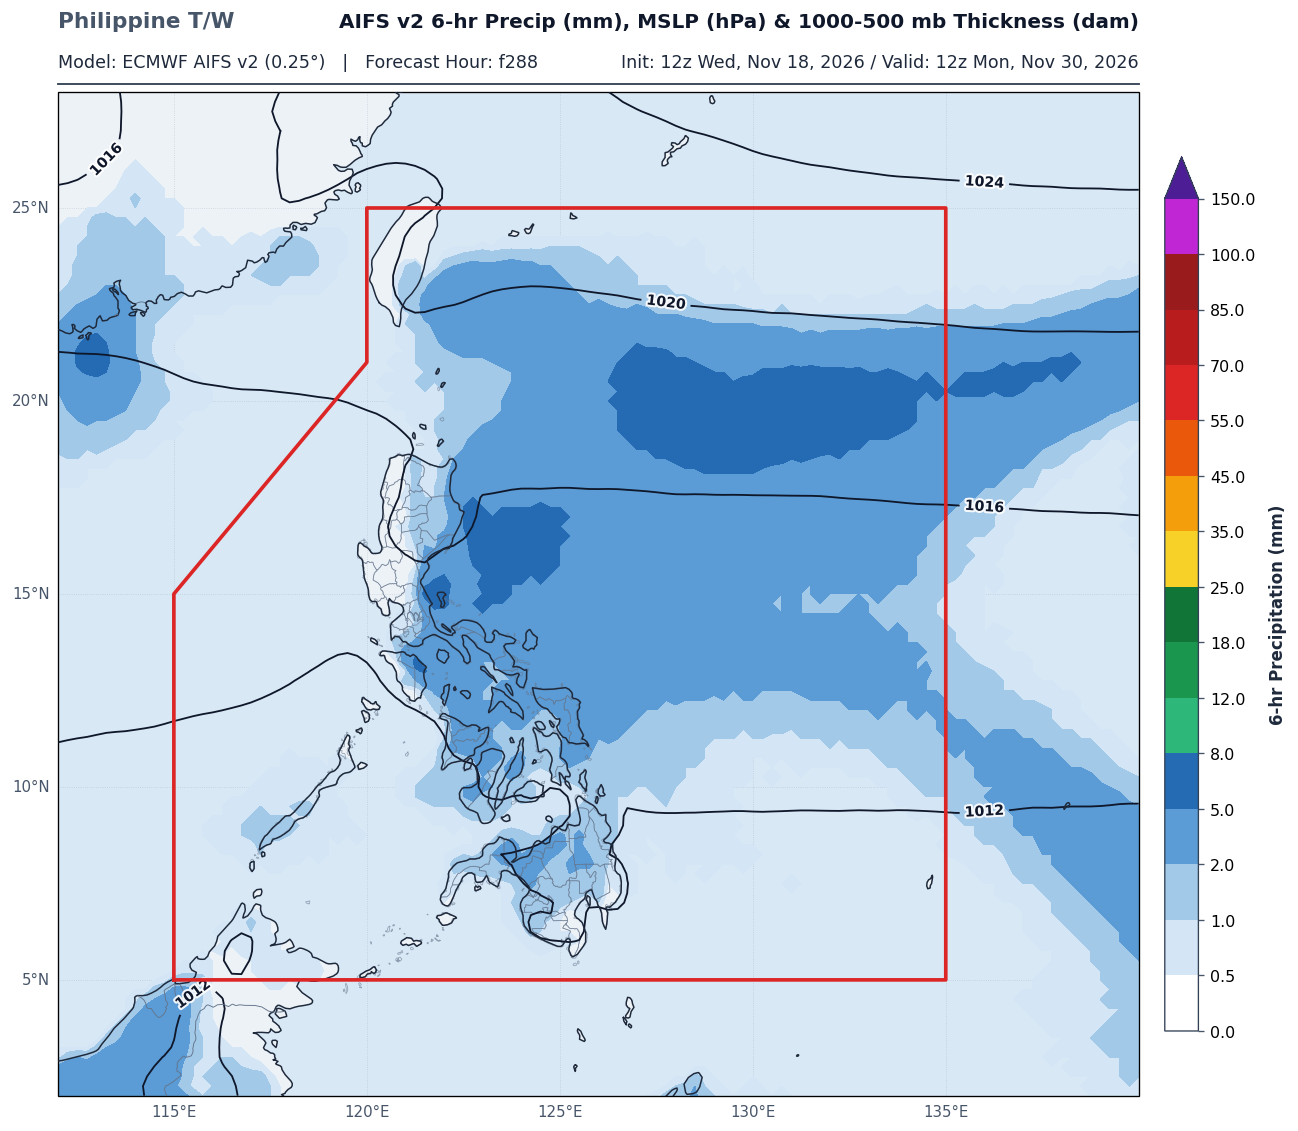 Philippine T/W
AIFS v2 6-hr Precip (mm), MSLP (hPa) & 1000-500 mb Thickness (dam)
Model: ECMWF AIFS v2 (0.25°)   |   Forecast Hour: f288
Init: 12z Wed, Nov 18, 2026 / Valid: 12z Mon, Nov 30, 2026
1016
1024
25°N
1020
20°N
1016
15°N
1012
10°N
5°N
1012
115°E
120°E
125°E
130°E
135°E
150.0
100.0
85.0
70.0
55.0
45.0
35.0
25.0
18.0
12.0
8.0
5.0
2.0
1.0
0.5
0.0
6-hr Precipitation (mm)